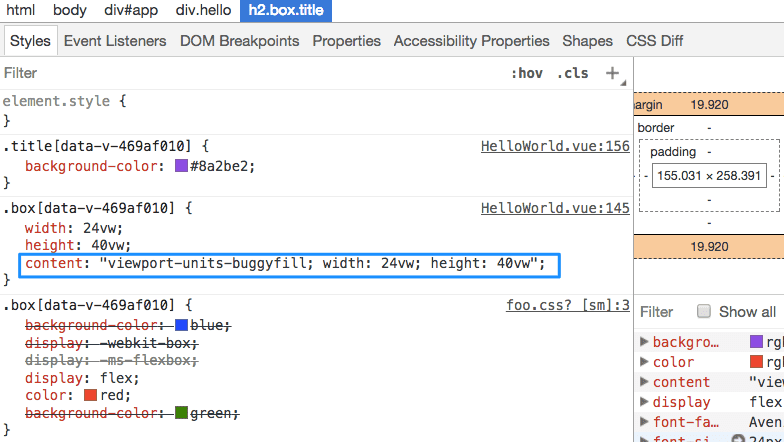 html body div#app div.hello h2.box.title
Styles Event Listeners DOM Breakpoints Properties Accessibility Properties Shapes CSS Diff
Filter :hov .cls +
element.style {
}
.title[data-v-469af010] { HelloWorld.vue:156
background-color: #8a2be2;
}
.box[data-v-469af010] { HelloWorld.vue:145
width: 24vw;
height: 40vw;
content: "viewport-units-buggyfill; width: 24vw; height: 40vw";
}
.box[data-v-469af010] { foo.css? [sm]:3
background-color: blue;
display: -webkit-box;
display: -ms-flexbox;
display: flex;
color: red;
background-color: green;
}
margin 19.920
border -
padding -
- - 155.031 × 258.391 - -
-
-
19.920
Filter Show all
backgro… rg
color rg
content "view
display flex
font-fa… Aven
font-si… 24px